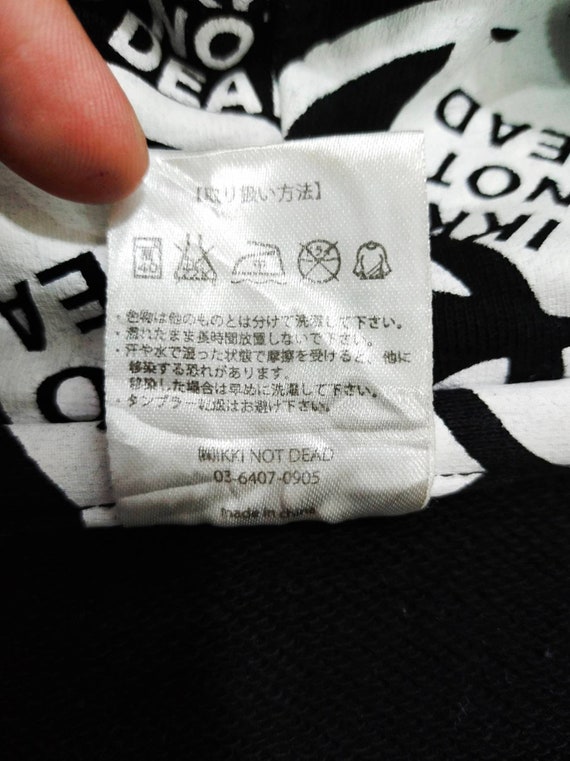 NO
DEA
EAD
NOT
IKK
EA
【取り扱い方法】
40
・色物は他のものとは分けて洗濯して下さい。
・濡れたまま長時間放置しないで下さい。
・汗や水で湿った状態で摩擦を受けると、他に
移染する恐れがあります。
移染した場合は早めに洗濯して下さい。
・タンブラー乾燥はお避け下さい。
㈱IKKI NOT DEAD
03-6407-0905
made in china